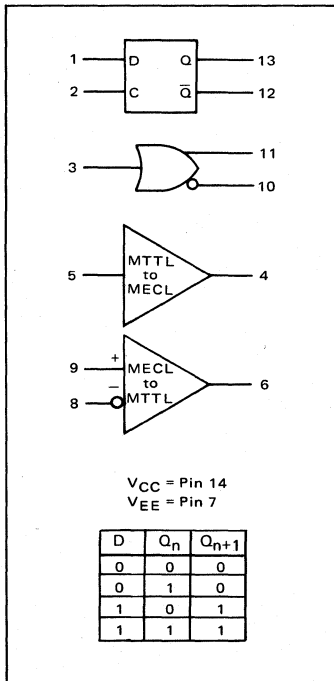 1 D Q 13
2 C Q̅ 12
3 11
10
MTTL
5 to 4
MECL
9 + MECL
to 6
8 − MTTL
VCC = Pin 14
VEE = Pin 7
D Qn Qn+1
0 0 0
0 1 0
1 0 1
1 1 1